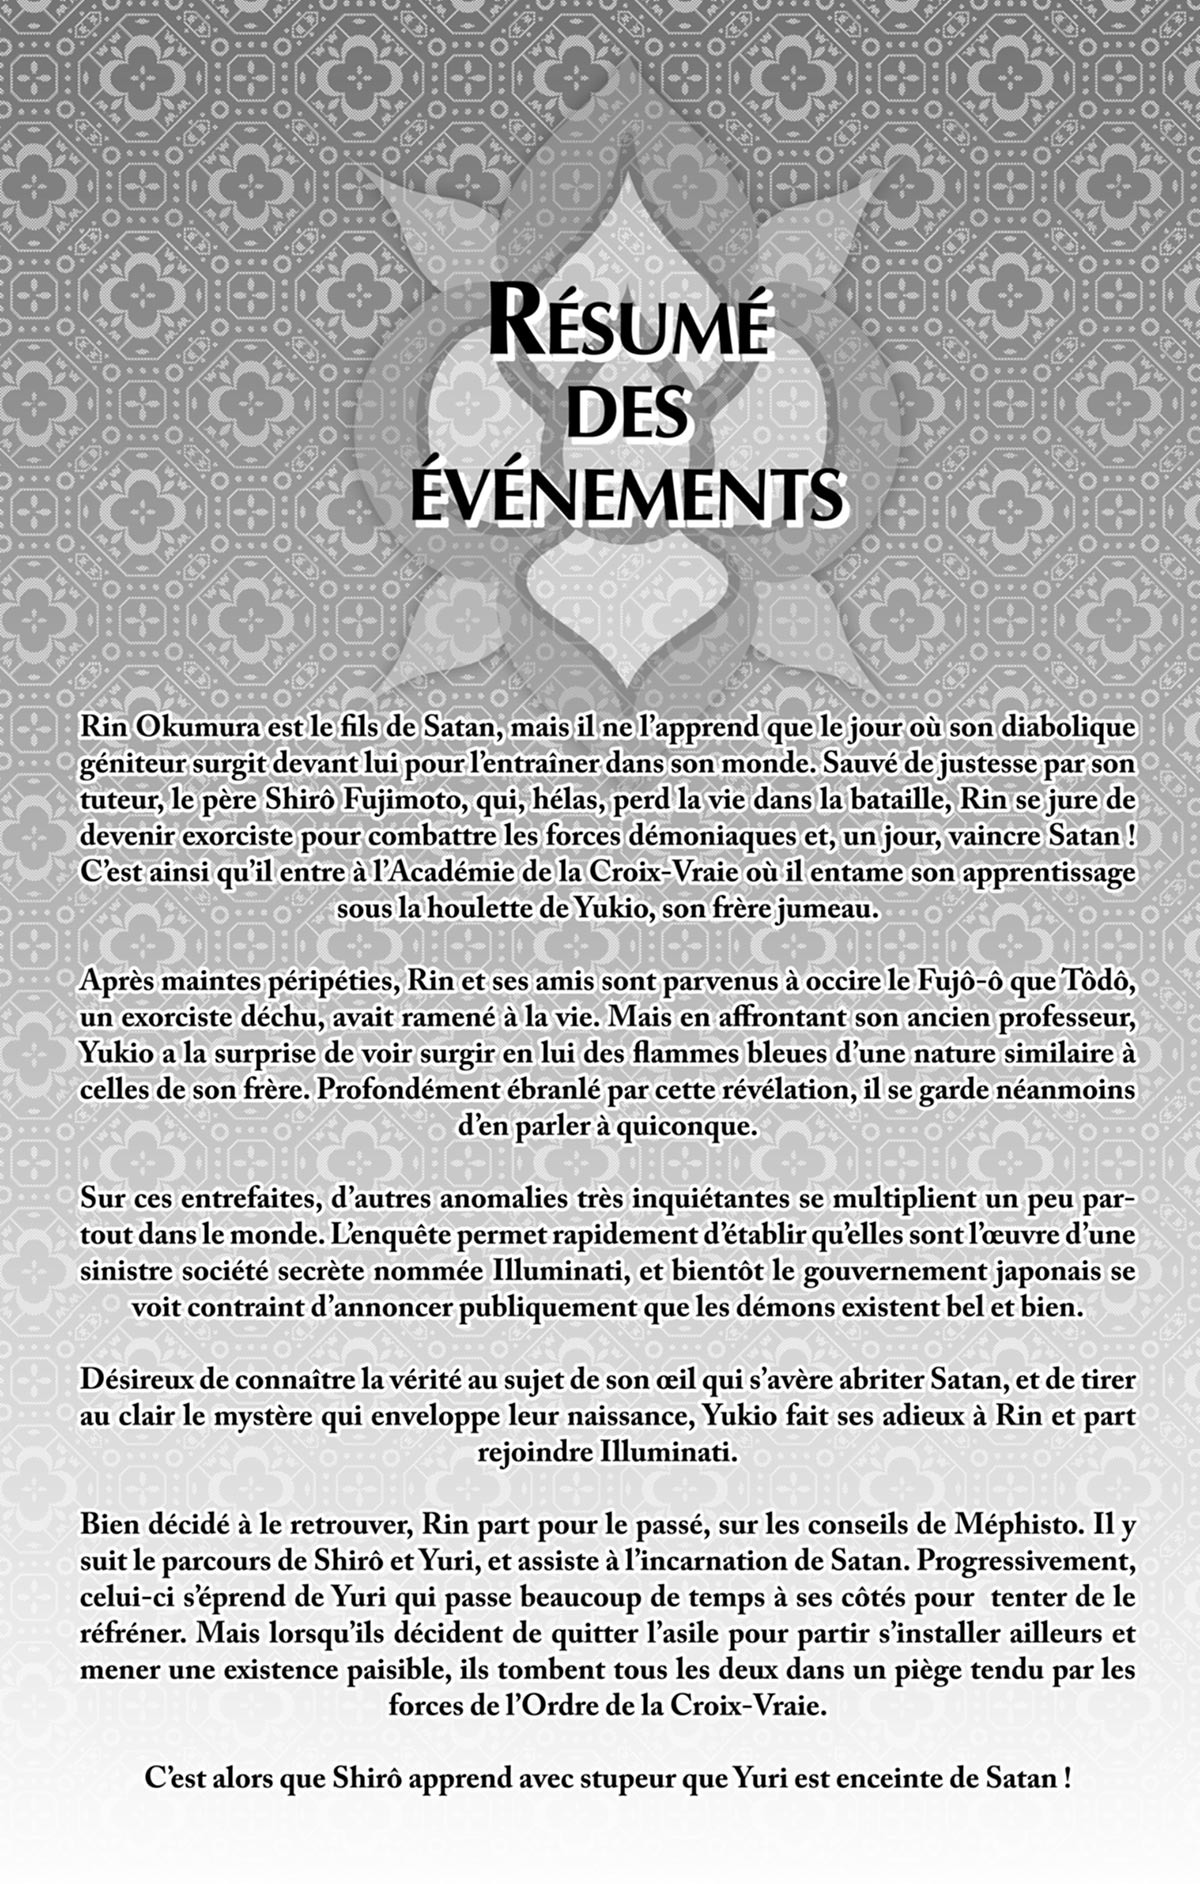 RÉSUMÉ
DES
ÉVÉNEMENTS
Rin Okumura est le fils de Satan, mais il ne l’apprend que le jour où son diabolique
géniteur surgit devant lui pour l’entraîner dans son monde. Sauvé de justesse par son
tuteur, le père Shirô Fujimoto, qui, hélas, perd la vie dans la bataille, Rin se jure de
devenir exorciste pour combattre les forces démoniaques et, un jour, vaincre Satan !
C’est ainsi qu’il entre à l’Académie de la Croix-Vraie où il entame son apprentissage
sous la houlette de Yukio, son frère jumeau.
Après maintes péripéties, Rin et ses amis sont parvenus à occire le Fujô-ô que Tôdô,
un exorciste déchu, avait ramené à la vie. Mais en affrontant son ancien professeur,
Yukio a la surprise de voir surgir en lui des flammes bleues d’une nature similaire à
celles de son frère. Profondément ébranlé par cette révélation, il se garde néanmoins
d’en parler à quiconque.
Sur ces entrefaites, d’autres anomalies très inquiétantes se multiplient un peu par-
tout dans le monde. L’enquête permet rapidement d’établir qu’elles sont l’œuvre d’une
sinistre société secrète nommée Illuminati, et bientôt le gouvernement japonais se
voit contraint d’annoncer publiquement que les démons existent bel et bien.
Désireux de connaître la vérité au sujet de son œil qui s’avère abriter Satan, et de tirer
au clair le mystère qui enveloppe leur naissance, Yukio fait ses adieux à Rin et part
rejoindre Illuminati.
Bien décidé à le retrouver, Rin part pour le passé, sur les conseils de Méphisto. Il y
suit le parcours de Shirô et Yuri, et assiste à l’incarnation de Satan. Progressivement,
celui-ci s’éprend de Yuri qui passe beaucoup de temps à ses côtés pour tenter de le
réfréner. Mais lorsqu’ils décident de quitter l’asile pour partir s’installer ailleurs et
mener une existence paisible, ils tombent tous les deux dans un piège tendu par les
forces de l’Ordre de la Croix-Vraie.
C’est alors que Shirô apprend avec stupeur que Yuri est enceinte de Satan !